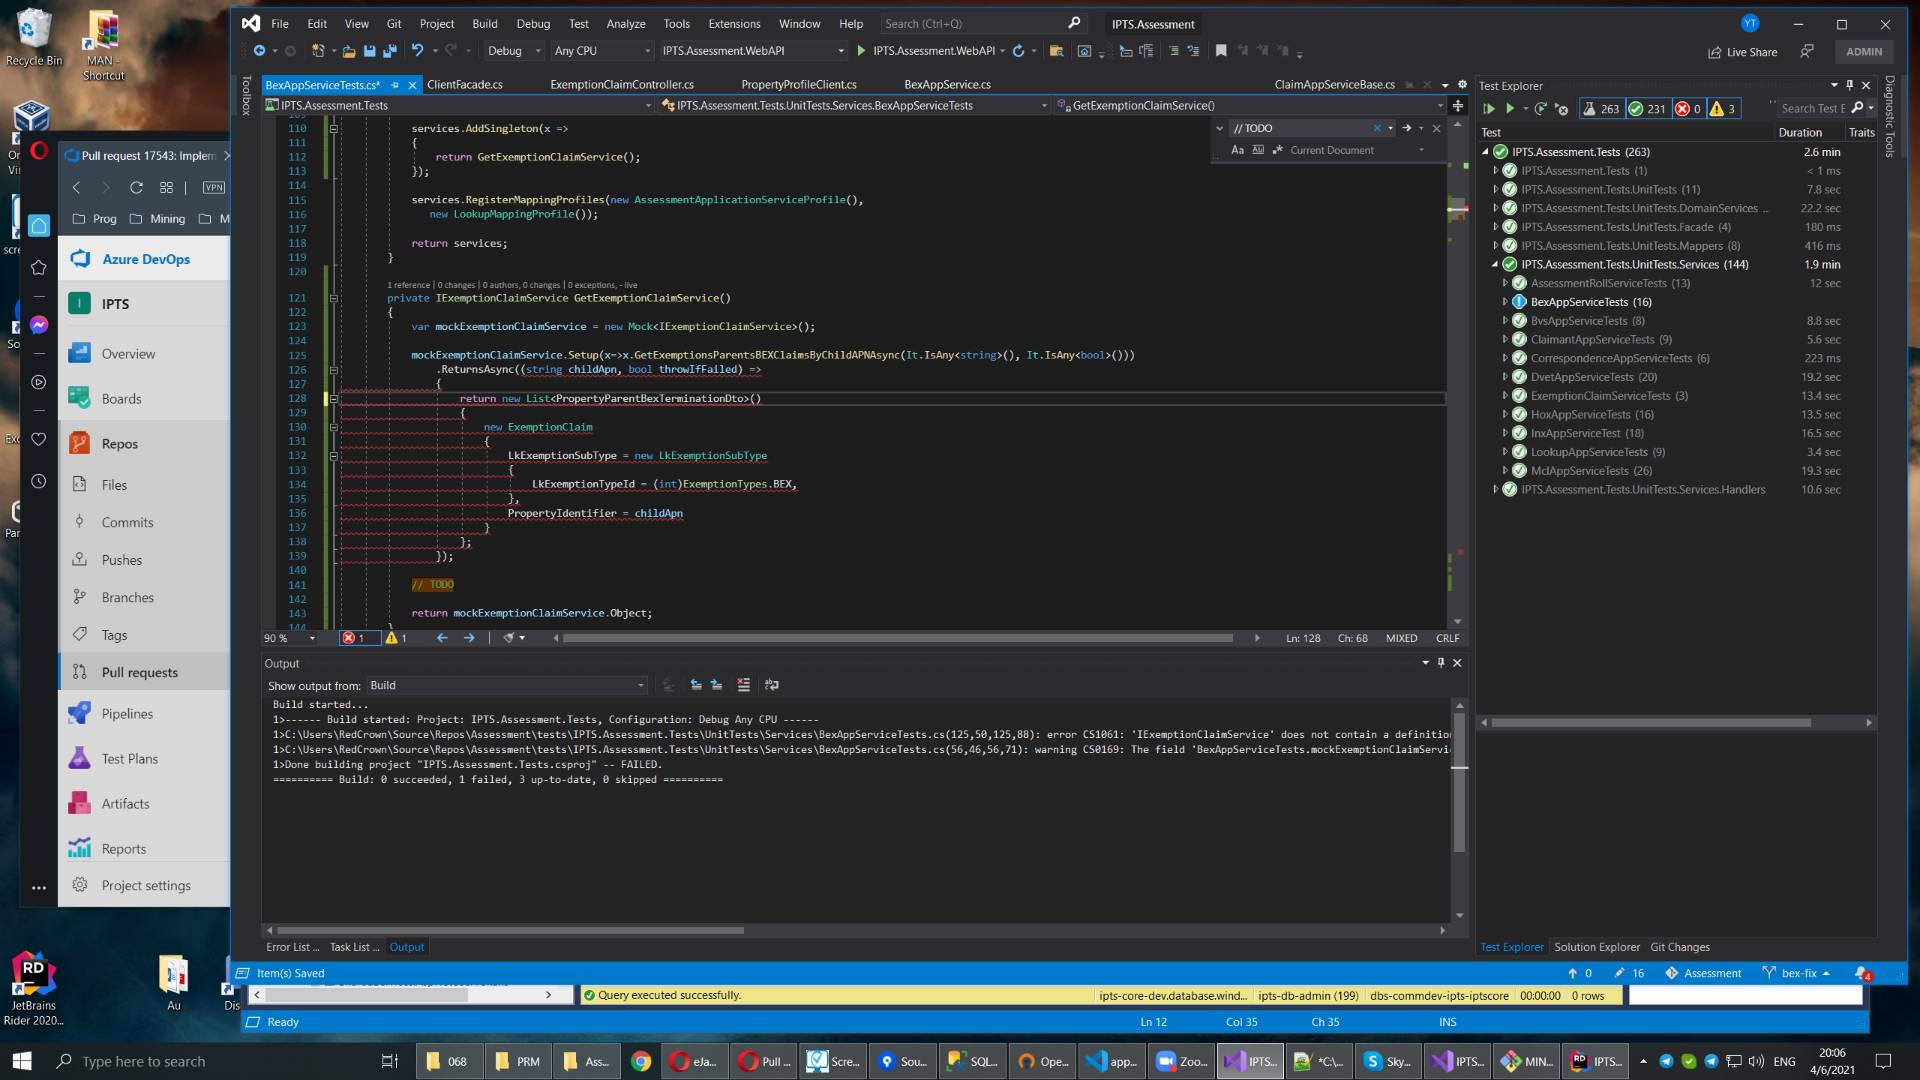 Recycle Bin
MAN - Shortcut
File Edit View Git Project Build Debug Test Analyze Tools Extensions Window Help Search (Ctrl+Q) IPTS.Assessment YT
Debug Any CPU IPTS.Assessment.WebAPI IPTS.Assessment.WebAPI Live Share ADMIN
Toolbox
BexAppServiceTests.cs* ClientFacade.cs ExemptionClaimController.cs PropertyProfileClient.cs BexAppService.cs ClaimAppServiceBase.cs
IPTS.Assessment.Tests IPTS.Assessment.Tests.UnitTests.Services.BexAppServiceTests GetExemptionClaimService()
// TODO
Aa Current Document
110 services.AddSingleton(x =>
111 {
112 return GetExemptionClaimService();
113 });
114
115 services.RegisterMappingProfiles(new AssessmentApplicationServiceProfile(),
116 new LookupMappingProfile());
117
118 return services;
119 }
120
1 reference | 0 changes | 0 authors, 0 changes | 0 exceptions, - live
121 private IExemptionClaimService GetExemptionClaimService()
122 {
123 var mockExemptionClaimService = new Mock<IExemptionClaimService>();
124
125 mockExemptionClaimService.Setup(x=>x.GetExemptionsParentsBEXClaimsByChildAPNAsync(It.IsAny<string>(), It.IsAny<bool>()))
126 .ReturnsAsync((string childApn, bool throwIfFailed) =>
127 {
128 return new List<PropertyParentBexTerminationDto>()
129 {
130 new ExemptionClaim
131 {
132 LkExemptionSubType = new LkExemptionSubType
133 {
134 LkExemptionTypeId = (int)ExemptionTypes.BEX,
135 },
136 PropertyIdentifier = childApn
137 }
138 };
139 });
140
141 // TODO
142
143 return mockExemptionClaimService.Object;
144 }
90 % 1 1 Ln: 128 Ch: 68 MIXED CRLF
Output
Show output from: Build
Build started...
1>------ Build started: Project: IPTS.Assessment.Tests, Configuration: Debug Any CPU ------
1>C:\Users\RedCrown\Source\Repos\Assessment\tests\IPTS.Assessment.Tests\UnitTests\Services\BexAppServiceTests.cs(125,50,125,88): error CS1061: 'IExemptionClaimService' does not contain a definitio
1>C:\Users\RedCrown\Source\Repos\Assessment\tests\IPTS.Assessment.Tests\UnitTests\Services\BexAppServiceTests.cs(56,46,56,71): warning CS0169: The field 'BexAppServiceTests.mockExemptionClaimServi
1>Done building project "IPTS.Assessment.Tests.csproj" -- FAILED.
========== Build: 0 succeeded, 1 failed, 3 up-to-date, 0 skipped ==========
Error List ... Task List ... Output
Test Explorer
263 231 0 3 Search Test E
Test Duration Traits
IPTS.Assessment.Tests (263) 2.6 min
IPTS.Assessment.Tests (1) < 1 ms
IPTS.Assessment.Tests.UnitTests (11) 7.8 sec
IPTS.Assessment.Tests.UnitTests.DomainServices ... 22.2 sec
IPTS.Assessment.Tests.UnitTests.Facade (4) 180 ms
IPTS.Assessment.Tests.UnitTests.Mappers (8) 416 ms
IPTS.Assessment.Tests.UnitTests.Services (144) 1.9 min
AssessmentRollServiceTests (13) 12 sec
BexAppServiceTests (16)
BvsAppServiceTests (8) 8.8 sec
ClaimantAppServiceTests (9) 5.6 sec
CorrespondenceAppServiceTests (6) 223 ms
DvetAppServiceTests (20) 19.2 sec
ExemptionClaimServiceTests (3) 13.4 sec
HoxAppServiceTests (16) 13.5 sec
InxAppServiceTest (18) 16.5 sec
LookupAppServiceTests (9) 3.4 sec
MclAppServiceTests (26) 19.3 sec
IPTS.Assessment.Tests.UnitTests.Services.Handlers 10.6 sec
Test Explorer Solution Explorer Git Changes
Diagnostic Tools
Item(s) Saved 0 16 Assessment bex-fix 4
Query executed successfully. ipts-core-dev.database.wind... ipts-db-admin (199) dbs-commdev-ipts-iptscore 00:00:00 0 rows
Ready Ln 12 Col 35 Ch 35 INS
Pull request 17543: Implem
VPN
Prog Mining M
Azure DevOps
I IPTS
Overview
Boards
Repos
Files
Commits
Pushes
Branches
Tags
Pull requests
Pipelines
Test Plans
Artifacts
Reports
Project settings
RD
JetBrains Rider 2020...
Au
Dis
Type here to search
068 PRM Ass... eJa... Pull ... Scre... Sou... SQL... Ope... app... Zoo... IPTS... *C:\... Sky... IPTS... MIN... IPTS...
ENG 20:06
4/6/2021